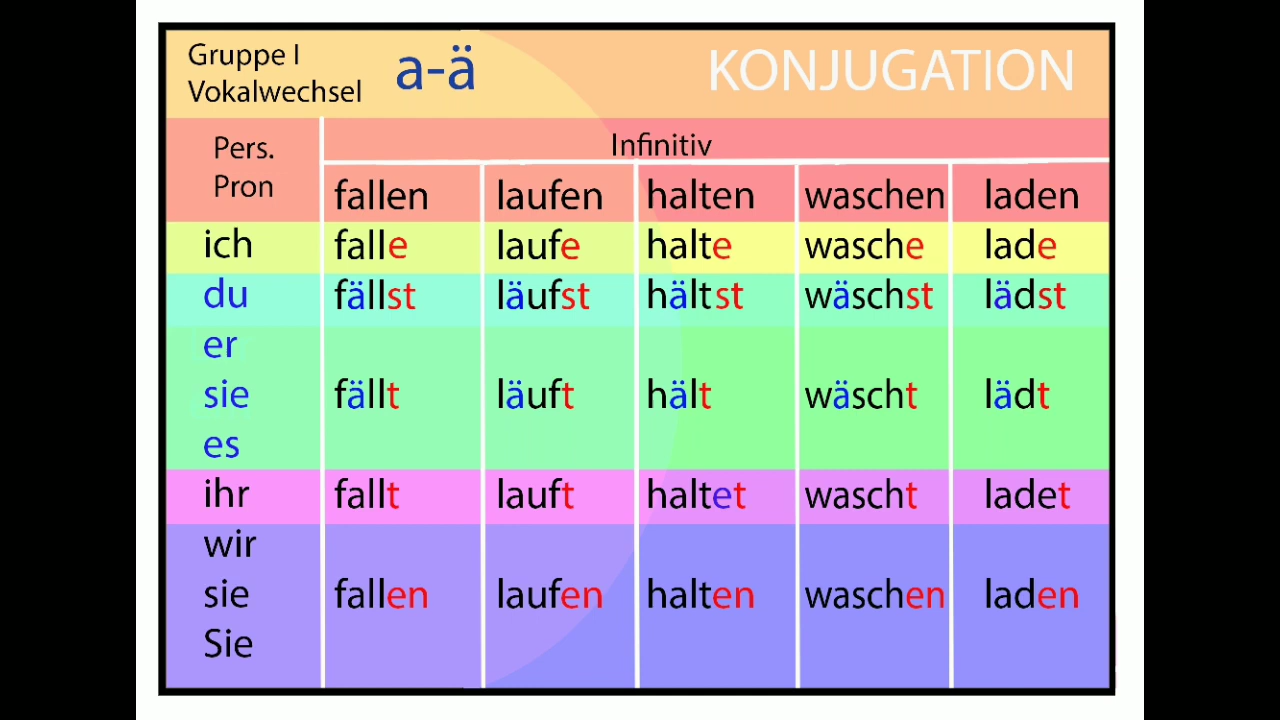 Gruppe I
Vokalwechsel
a-ä
KONJUGATION
Pers.
Pron
Infinitiv
fallen laufen halten waschen laden
ich falle laufe halte wasche lade
du fällst läufst hältst wäschst lädst
er
sie fällt läuft hält wäscht lädt
es
ihr fallt lauft haltet wascht ladet
wir
sie fallen laufen halten waschen laden
Sie